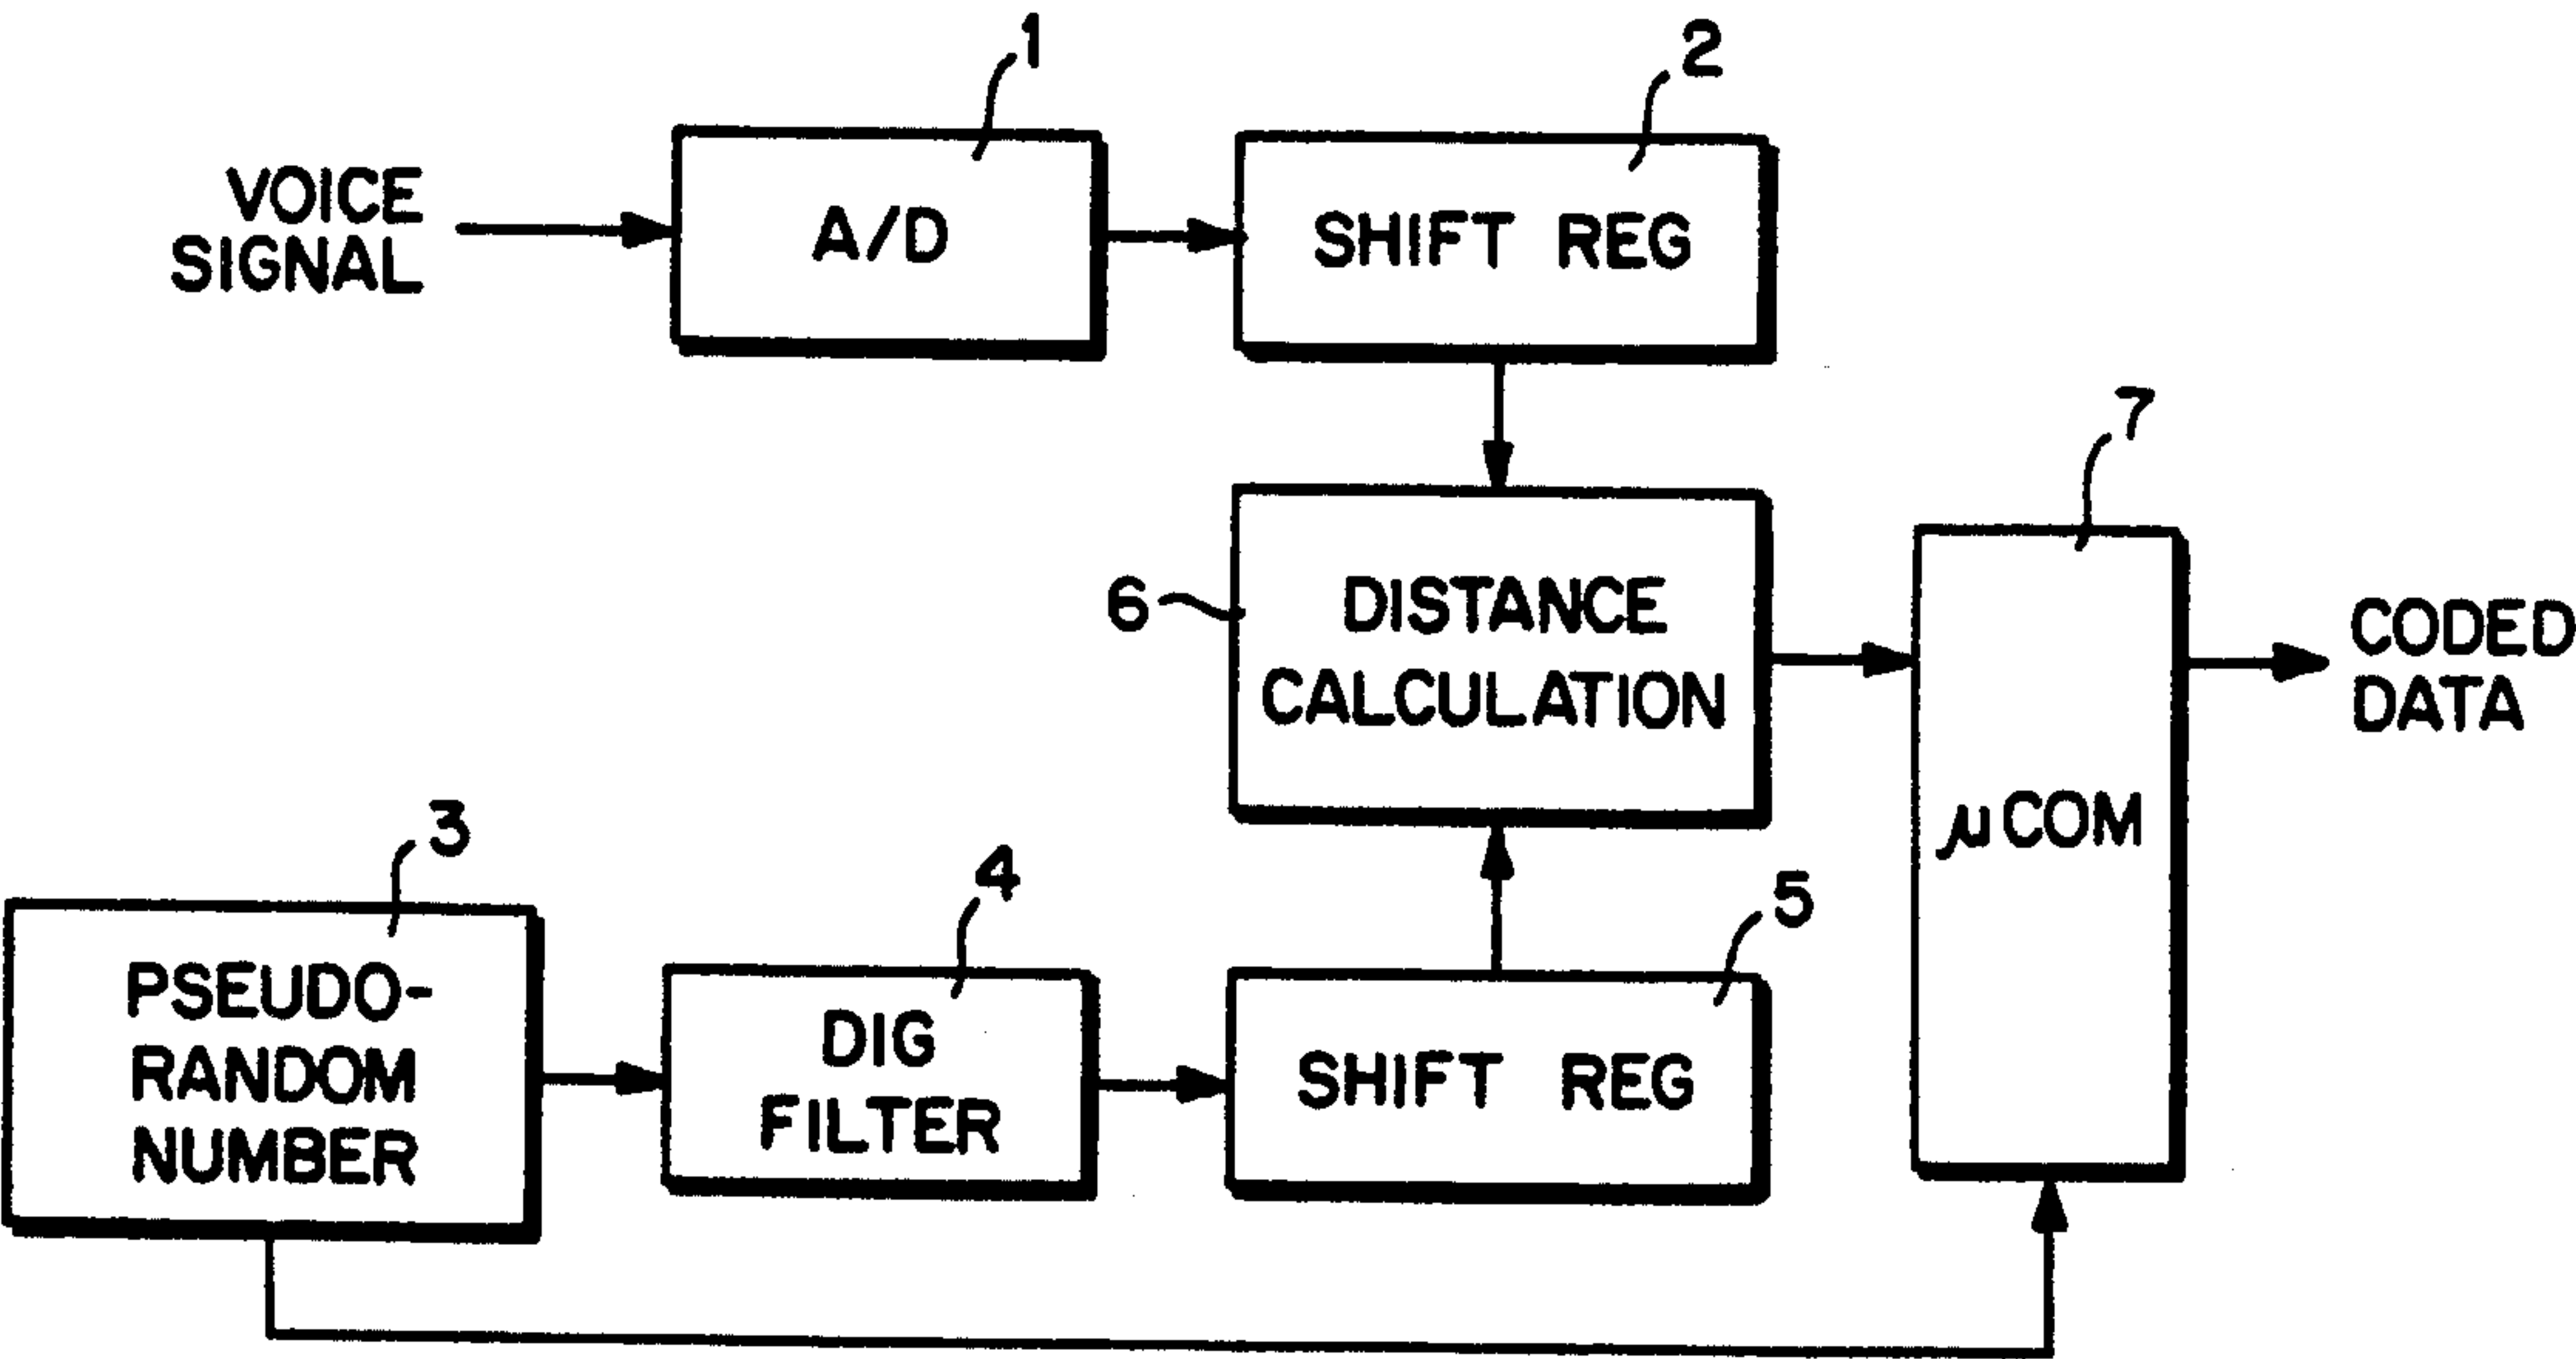 1
2
VOICE
SIGNAL
A/D
SHIFT REG
7
6
DISTANCE
CALCULATION
CODED
DATA
μCOM
3
4
5
PSEUDO-
RANDOM
NUMBER
DIG
FILTER
SHIFT REG